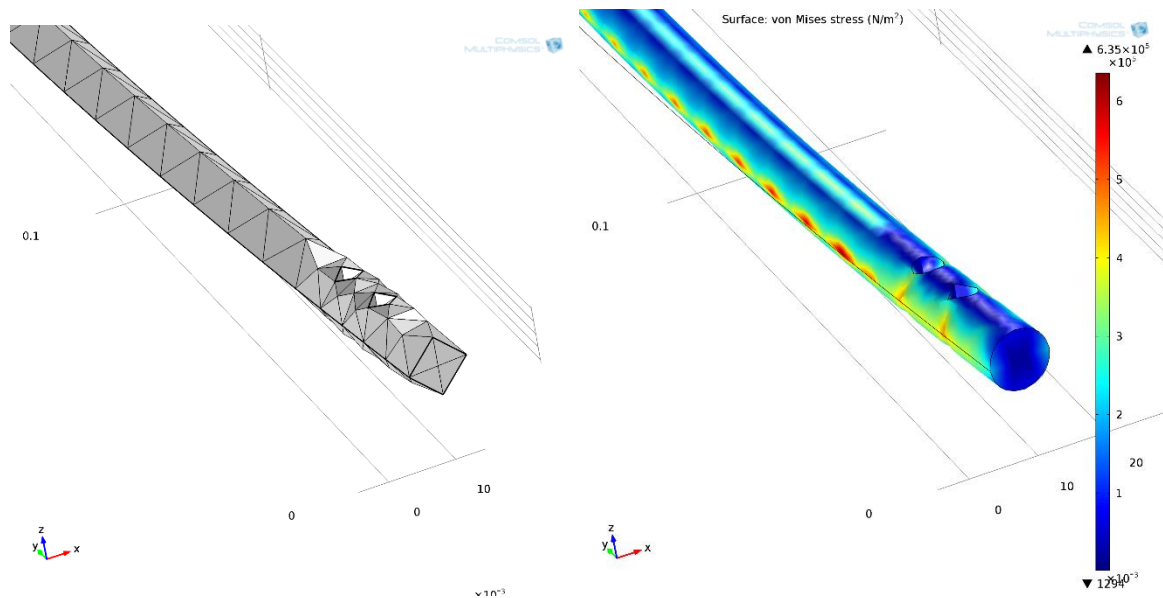 COMSOL
MULTIPHYSICS
0.1
10
0
0
z
y
x
×10⁻³
Surface: von Mises stress (N/m²)
COMSOL
MULTIPHYSICS
▲ 6.35×10⁵
6
5
4
3
2
1
0.1
20
10
0
0
z
y
x
×10⁻³
▼ 1294